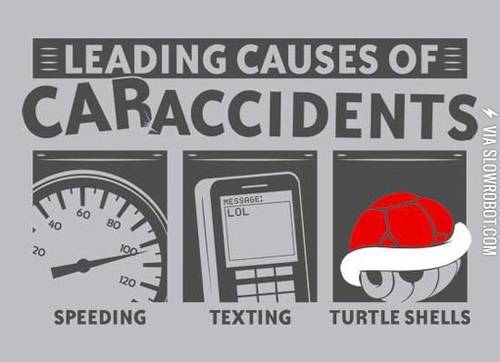 LEADING CAUSES OF
CAR ACCIDENTS
20
40
60
80
100
120
MESSAGE:
LOL
SPEEDING
TEXTING
TURTLE SHELLS
VIA SLOWROBOT.COM